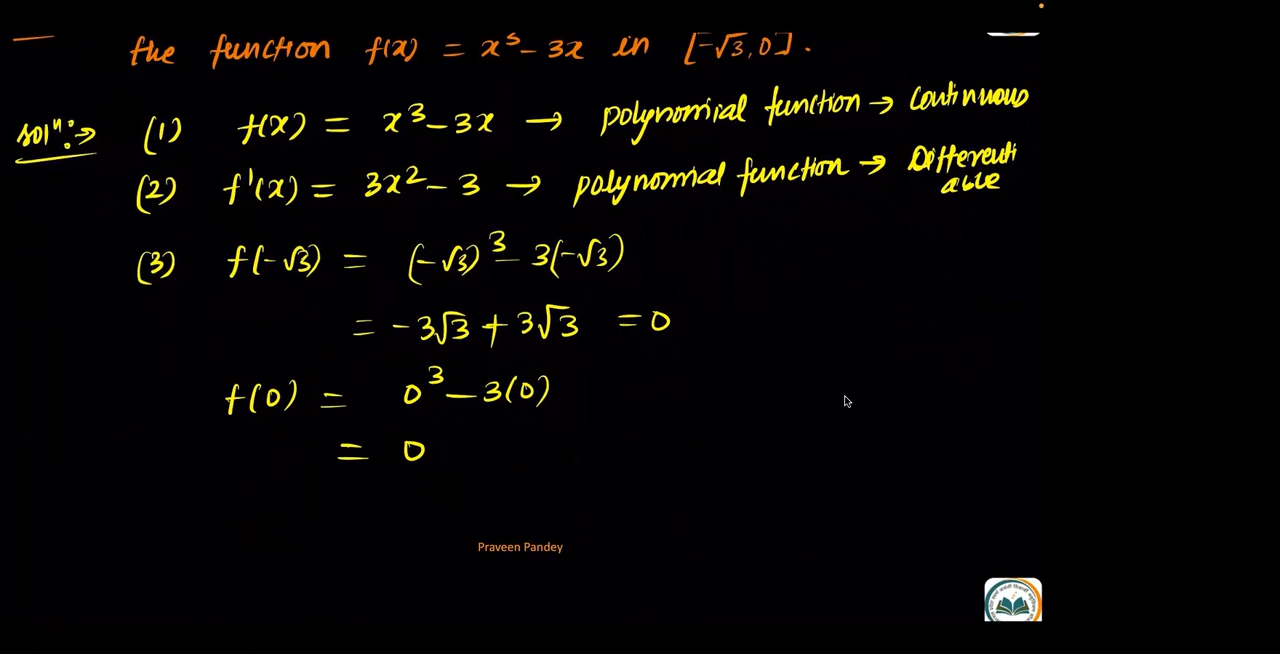 the function f(x) = x³ - 3x in [-√3, 0].
Solⁿ:→ (1) f(x) = x³ - 3x → polynomial function → Continuous
(2) f'(x) = 3x² - 3 → polynomial function → Differentiable
(3) f(-√3) = (-√3)³ - 3(-√3)
= -3√3 + 3√3 = 0
f(0) = 0³ - 3(0)
= 0
Praveen Pandey